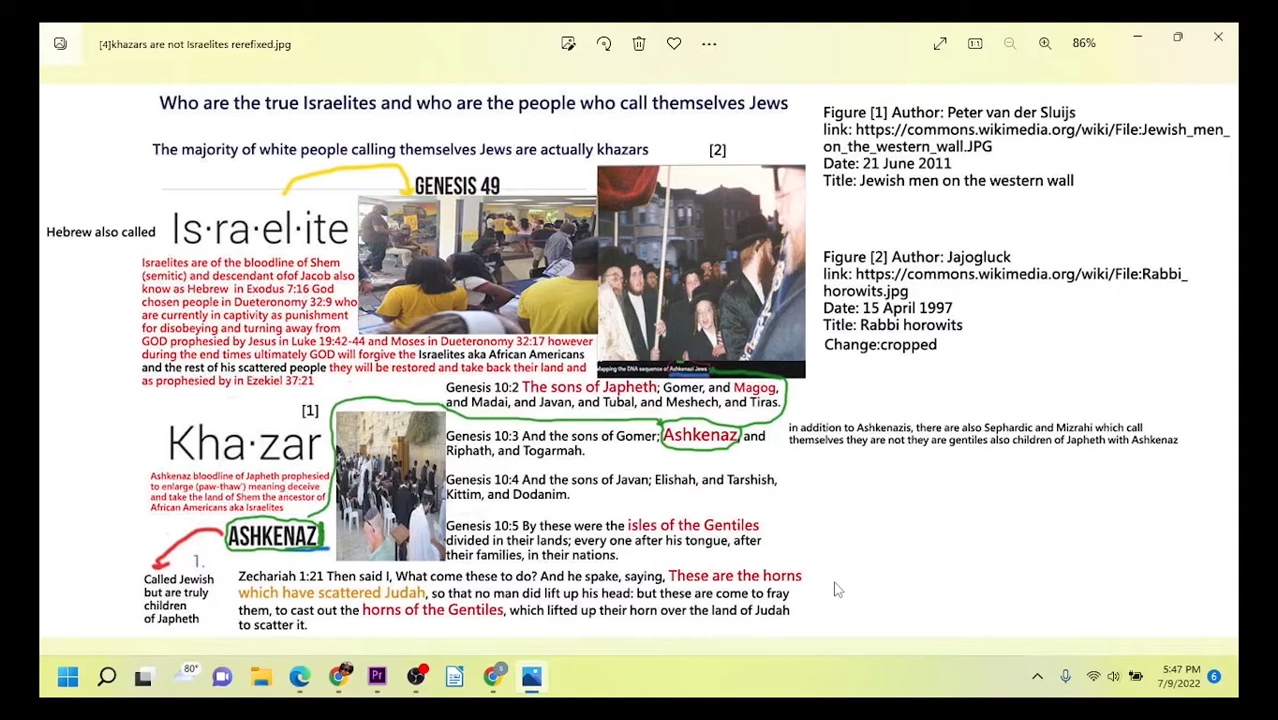 [4]khazars are not Israelites rerefixed.jpg
86%
Who are the true Israelites and who are the people who call themselves Jews
The majority of white people calling themselves Jews are actually khazars
[2]
GENESIS 49
Hebrew also called
Is·ra·el·ite
Israelites are of the bloodline of Shem
(semitic) and descendant ofof Jacob also
know as Hebrew in Exodus 7:16 God
chosen people in Dueteronomy 32:9 who
are currently in captivity as punishment
for disobeying and turning away from
GOD prophesied by Jesus in Luke 19:42-44 and Moses in Dueteronomy 32:17 however
during the end times ultimately GOD will forgive the Israelites aka African Americans
and the rest of his scattered people they will be restored and take back their land and
as prophesied by in Ezekiel 37:21
Mapping the DNA sequence of Ashkenazi Jews
[1]
Kha·zar
Ashkenaz bloodline of Japheth prophesied
to enlarge (paw-thaw') meaning deceive
and take the land of Shem the ancestor of
African Americans aka Israelites
ASHKENAZ
1.
Called Jewish
but are truly
children
of Japheth
Genesis 10:2 The sons of Japheth; Gomer, and Magog,
and Madai, and Javan, and Tubal, and Meshech, and Tiras.
Genesis 10:3 And the sons of Gomer; Ashkenaz, and
Riphath, and Togarmah.
Genesis 10:4 And the sons of Javan; Elishah, and Tarshish,
Kittim, and Dodanim.
Genesis 10:5 By these were the isles of the Gentiles
divided in their lands; every one after his tongue, after
their families, in their nations.
Zechariah 1:21 Then said I, What come these to do? And he spake, saying, These are the horns
which have scattered Judah, so that no man did lift up his head: but these are come to fray
them, to cast out the horns of the Gentiles, which lifted up their horn over the land of Judah
to scatter it.
Figure [1] Author: Peter van der Sluijs
link: https://commons.wikimedia.org/wiki/File:Jewish_men_
on_the_western_wall.JPG
Date: 21 June 2011
Title: Jewish men on the western wall
Figure [2] Author: Jajogluck
link: https://commons.wikimedia.org/wiki/File:Rabbi_
horowits.jpg
Date: 15 April 1997
Title: Rabbi horowits
Change:cropped
in addition to Ashkenazis, there are also Sephardic and Mizrahi which call
themselves they are not they are gentiles also children of Japheth with Ashkenaz
80°
Pr
9
5:47 PM
7/9/2022
6